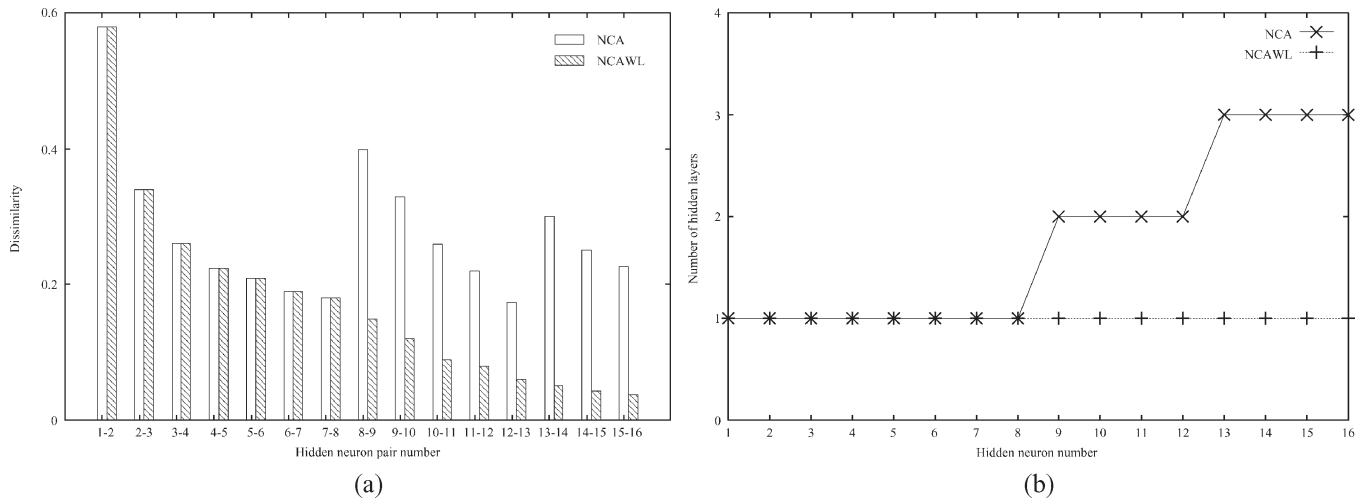 0.6
0.4
0.2
0
Dissimilarity
NCA
NCAWL
1-2 2-3 3-4 4-5 5-6 6-7 7-8 8-9 9-10 10-11 11-12 12-13 13-14 14-15 15-16
Hidden neuron pair number
(a)
4
3
2
1
0
Number of hidden layers
NCA
NCAWL
1 2 3 4 5 6 7 8 9 10 11 12 13 14 15 16
Hidden neuron number
(b)